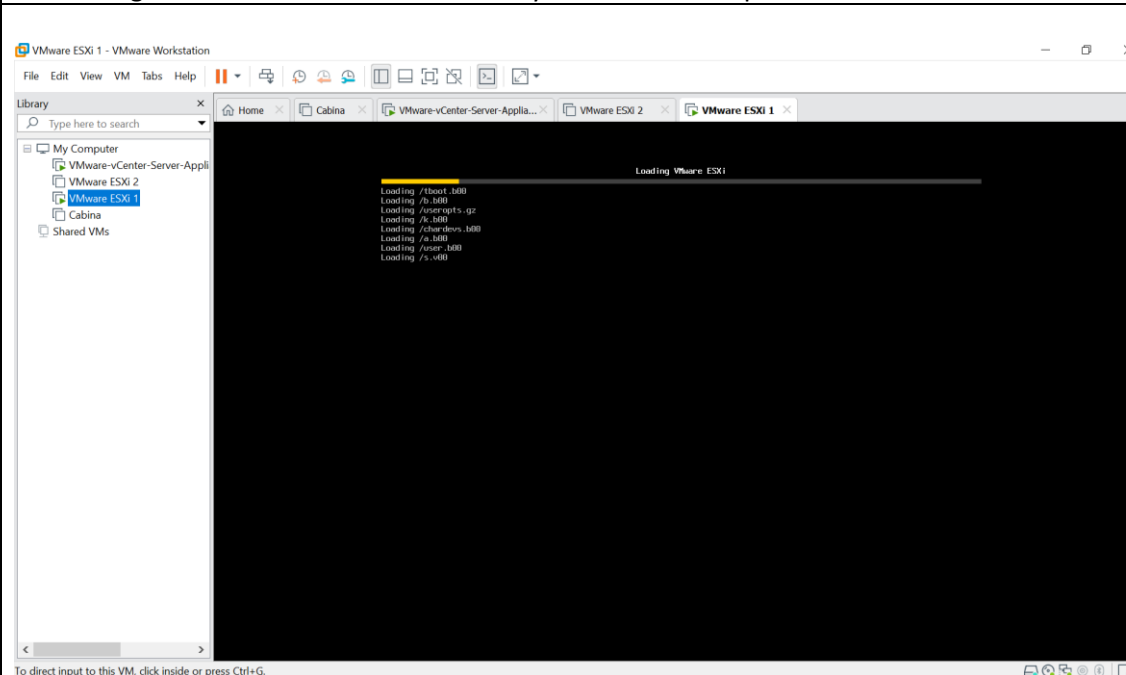 VMware ESXi 1 - VMware Workstation
File Edit View VM Tabs Help
Library
Type here to search
My Computer
VMware-vCenter-Server-Appli
VMware ESXi 2
VMware ESXi 1
Cabina
Shared VMs
Home
Cabina
VMware-vCenter-Server-Applia...
VMware ESXi 2
VMware ESXi 1
Loading VMware ESXi
Loading /tboot.b00
Loading /b.b00
Loading /useropts.gz
Loading /k.b00
Loading /chardevs.b00
Loading /a.b00
Loading /user.b00
Loading /s.v00
To direct input to this VM, click inside or press Ctrl+G.